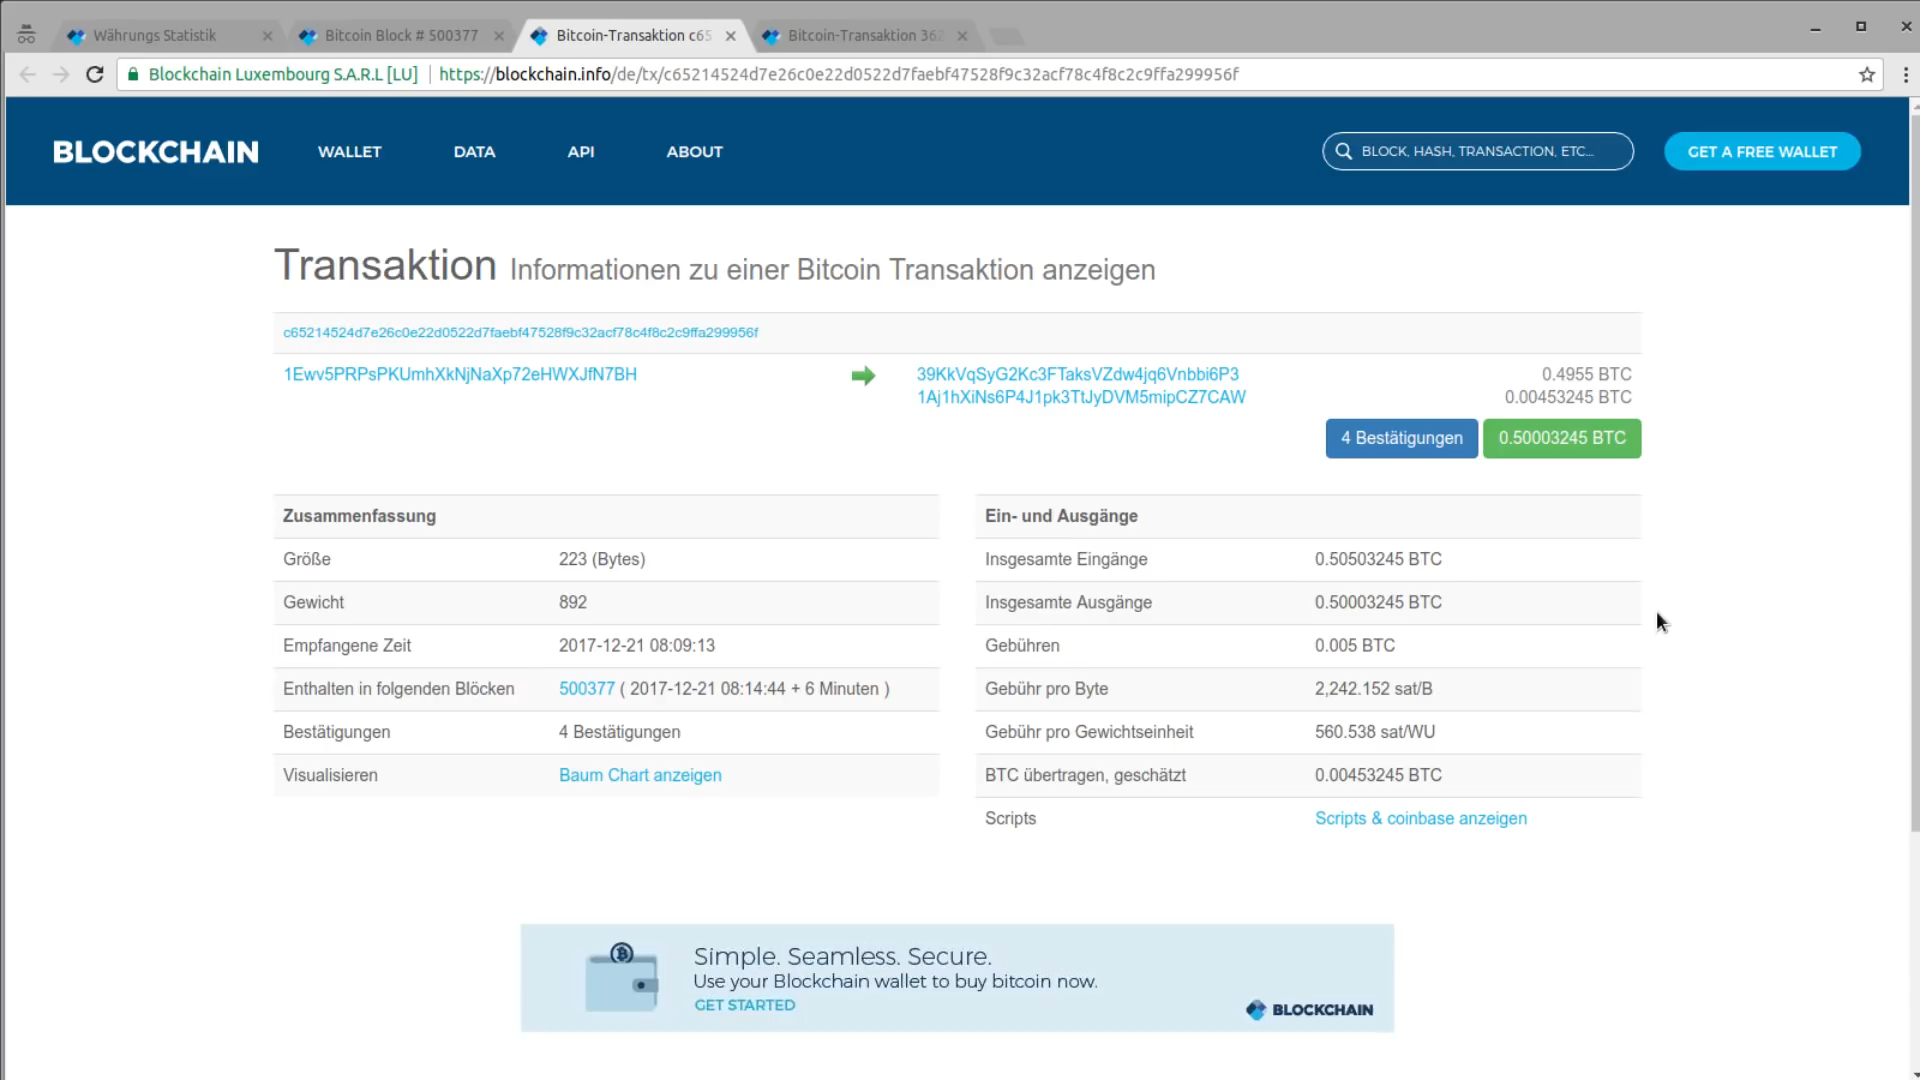 Währungs Statistik
Bitcoin Block # 500377
Bitcoin-Transaktion c65
Bitcoin-Transaktion 362
Blockchain Luxembourg S.A.R.L [LU]
https://blockchain.info/de/tx/c65214524d7e26c0e22d0522d7faebf47528f9c32acf78c4f8c2c9ffa299956f
BLOCKCHAIN
WALLET
DATA
API
ABOUT
BLOCK, HASH, TRANSACTION, ETC...
GET A FREE WALLET
Transaktion Informationen zu einer Bitcoin Transaktion anzeigen
c65214524d7e26c0e22d0522d7faebf47528f9c32acf78c4f8c2c9ffa299956f
1Ewv5PRPsPKUmhXkNjNaXp72eHWXJfN7BH
39KkVqSyG2Kc3FTaksVZdw4jq6Vnbbi6P3
0.4955 BTC
1Aj1hXiNs6P4J1pk3TtJyDVM5mipCZ7CAW
0.00453245 BTC
4 Bestätigungen
0.50003245 BTC
Zusammenfassung
Größe 223 (Bytes)
Gewicht 892
Empfangene Zeit 2017-12-21 08:09:13
Enthalten in folgenden Blöcken 500377 ( 2017-12-21 08:14:44 + 6 Minuten )
Bestätigungen 4 Bestätigungen
Visualisieren Baum Chart anzeigen
Ein- und Ausgänge
Insgesamte Eingänge 0.50503245 BTC
Insgesamte Ausgänge 0.50003245 BTC
Gebühren 0.005 BTC
Gebühr pro Byte 2,242.152 sat/B
Gebühr pro Gewichtseinheit 560.538 sat/WU
BTC übertragen, geschätzt 0.00453245 BTC
Scripts Scripts & coinbase anzeigen
Simple. Seamless. Secure.
Use your Blockchain wallet to buy bitcoin now.
GET STARTED
BLOCKCHAIN